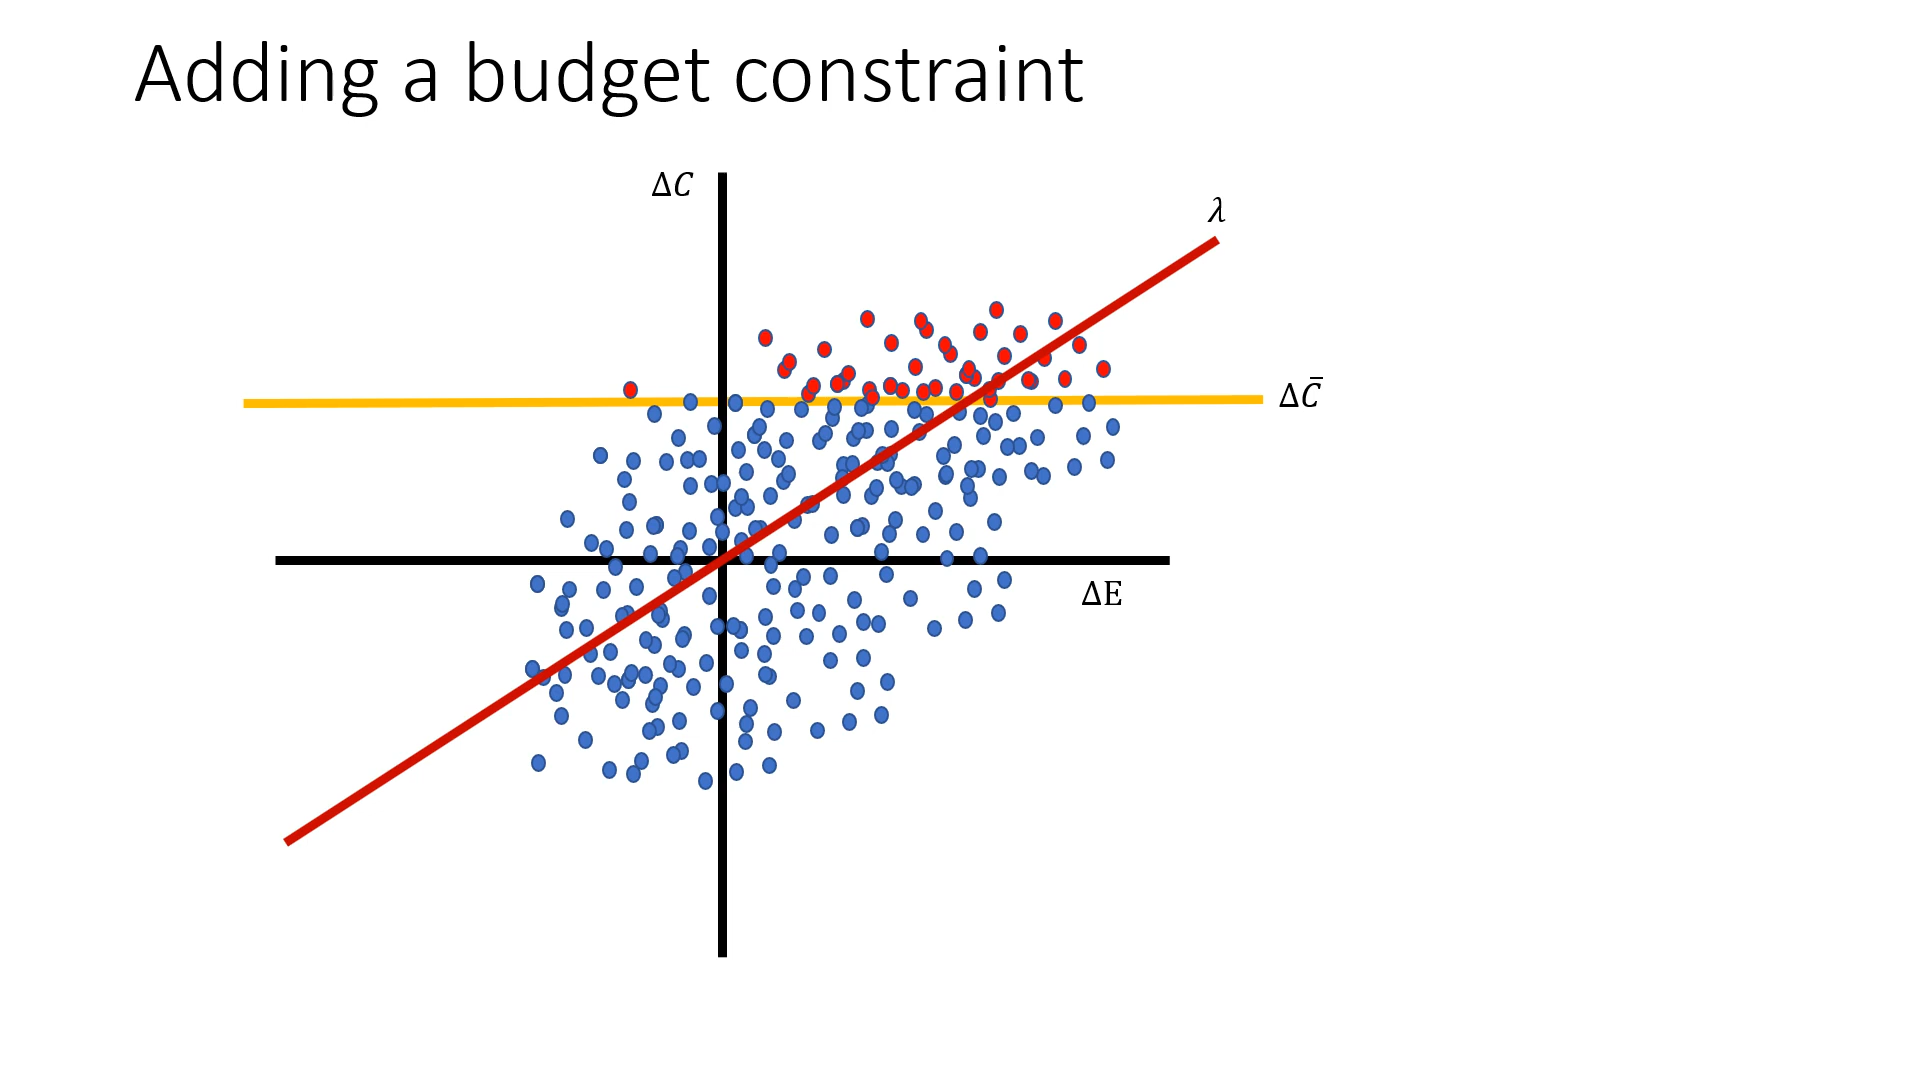 Adding a budget constraint
Δ𝐶
λ
ΔC̄
ΔE